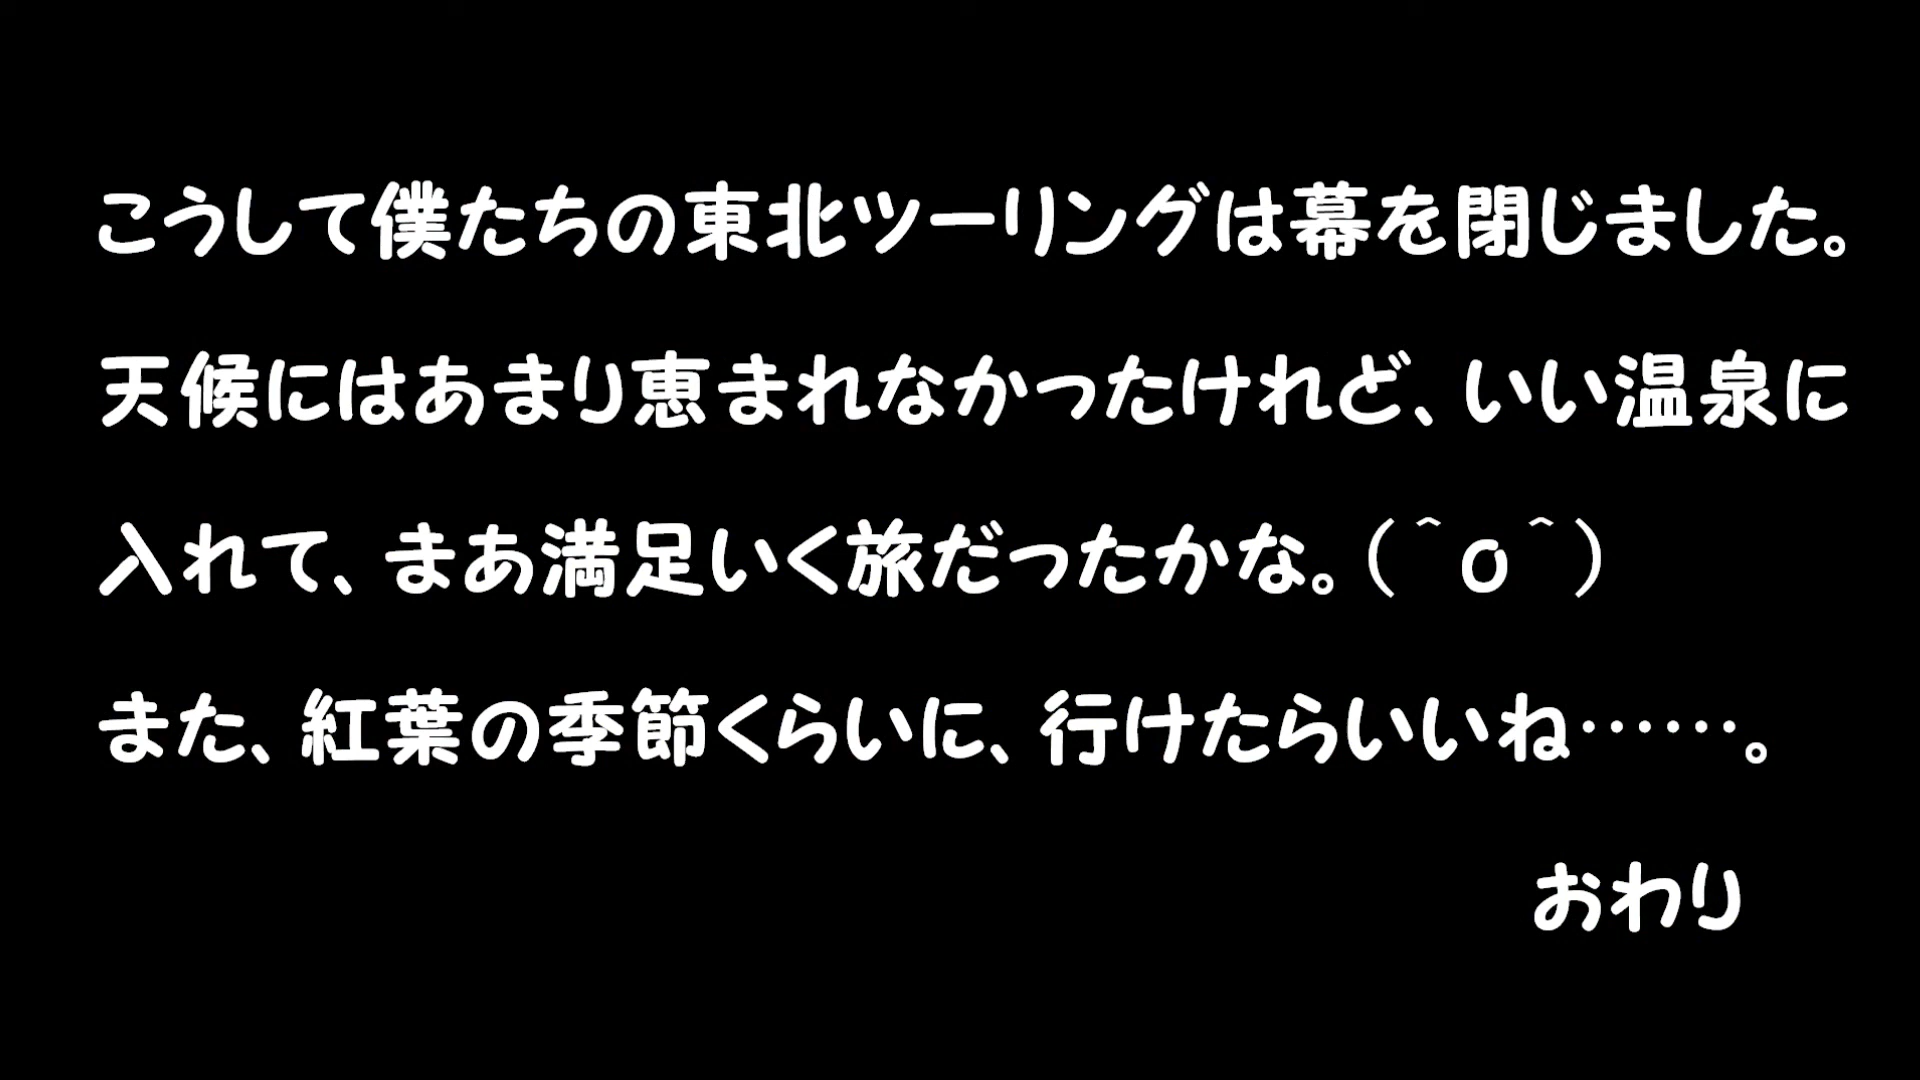 こうして僕たちの東北ツーリングは幕を閉じました。
天候にはあまり恵まれなかったけれど、いい温泉に
入れて、まあ満足いく旅だったかな。(＾o＾)
また、紅葉の季節くらいに、行けたらいいね……。
おわり